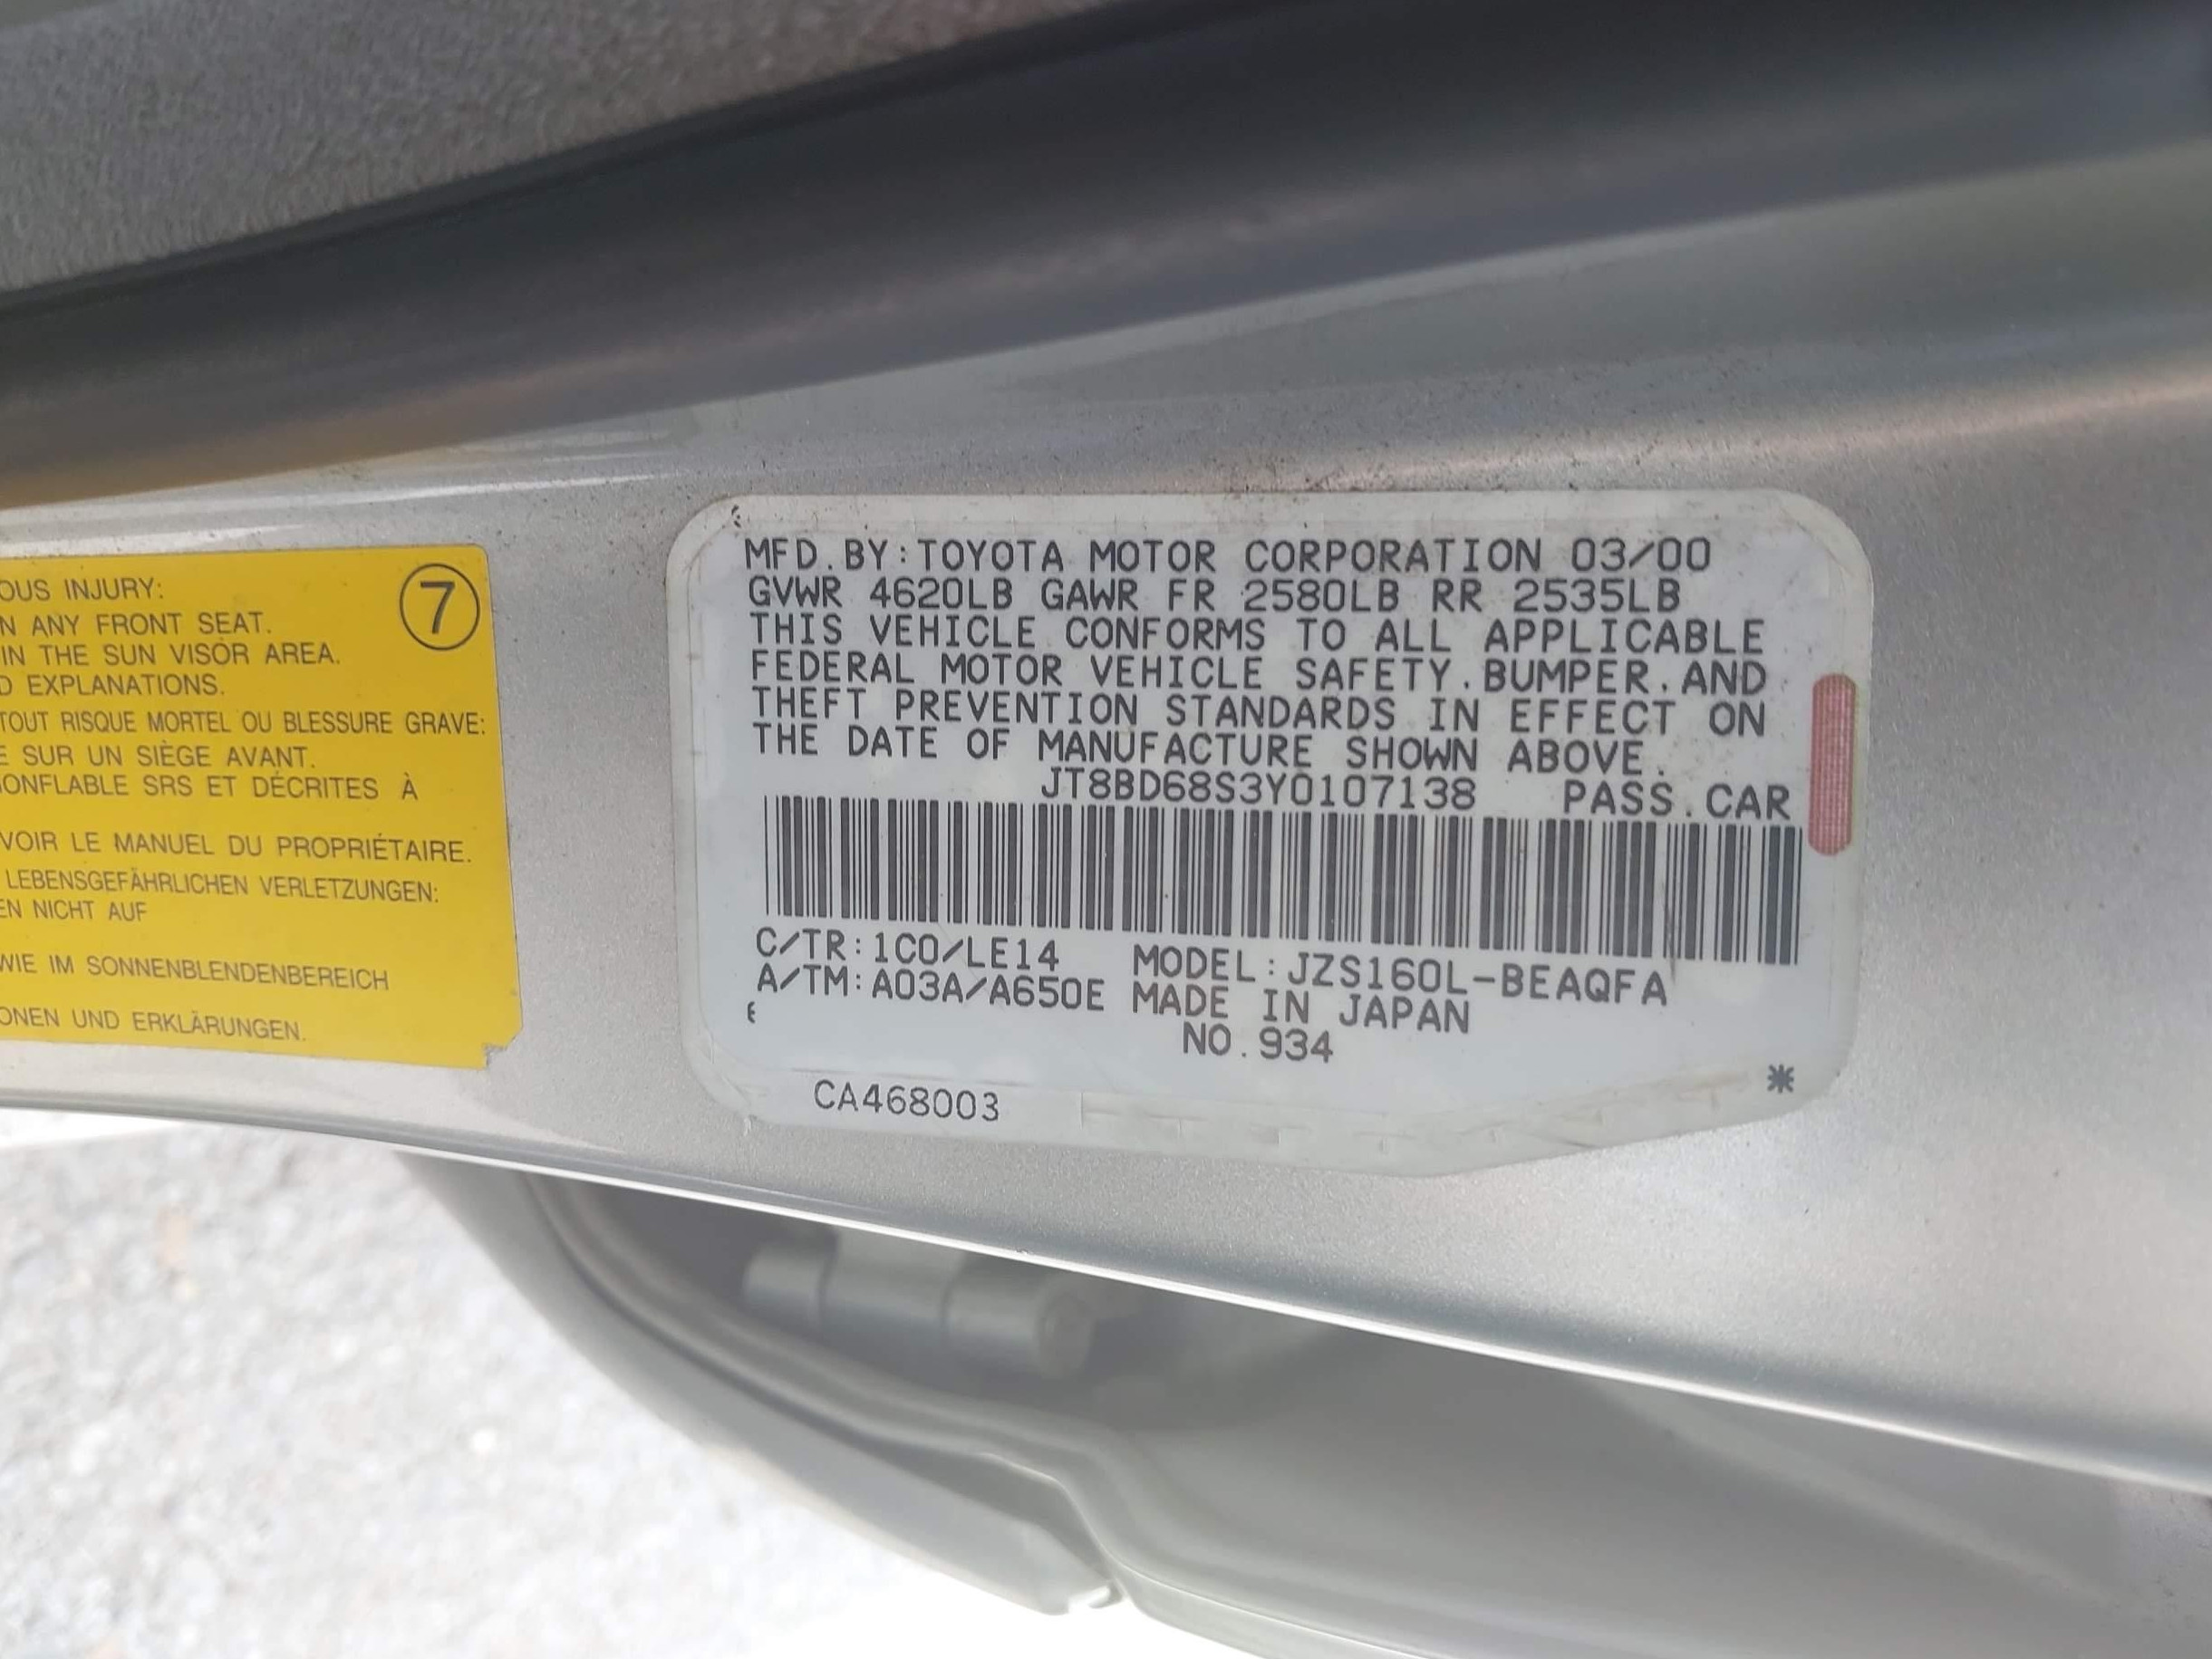 OUS INJURY:
7
N ANY FRONT SEAT.
IN THE SUN VISOR AREA.
D EXPLANATIONS.
TOUT RISQUE MORTEL OU BLESSURE GRAVE:
E SUR UN SIÈGE AVANT.
ONFLABLE SRS ET DÉCRITES À
VOIR LE MANUEL DU PROPRIÉTAIRE.
LEBENSGEFÄHRLICHEN VERLETZUNGEN:
EN NICHT AUF
WIE IM SONNENBLENDENBEREICH
ONEN UND ERKLÄRUNGEN.
MFD.BY:TOYOTA MOTOR CORPORATION 03/00
GVWR 4620LB GAWR FR 2580LB RR 2535LB
THIS VEHICLE CONFORMS TO ALL APPLICABLE
FEDERAL MOTOR VEHICLE SAFETY.BUMPER.AND
THEFT PREVENTION STANDARDS IN EFFECT ON
THE DATE OF MANUFACTURE SHOWN ABOVE.
JT8BD68S3Y0107138 PASS.CAR
C/TR:1C0/LE14 MODEL:JZS160L-BEAQFA
A/TM:A03A/A650E MADE IN JAPAN
NO.934
CA468003